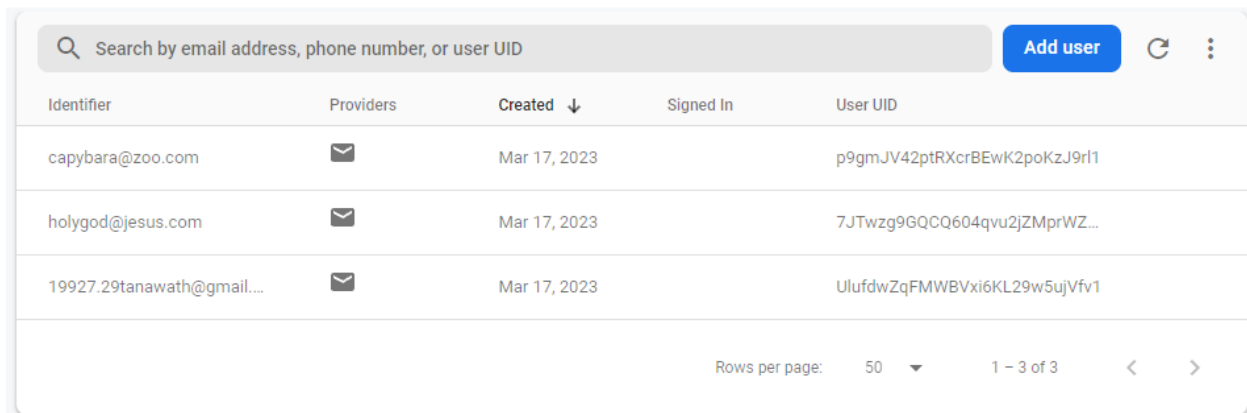 Search by email address, phone number, or user UID Add user
Identifier Providers Created Signed In User UID
capybara@zoo.com Mar 17, 2023 p9gmJV42ptRXcrBEwK2poKzJ9rl1
holygod@jesus.com Mar 17, 2023 7JTwzg9GQCQ604qvu2jZMprWZ...
19927.29tanawath@gmail.... Mar 17, 2023 UlufdwZqFMWBVxi6KL29w5ujVfv1
Rows per page: 50 1 – 3 of 3